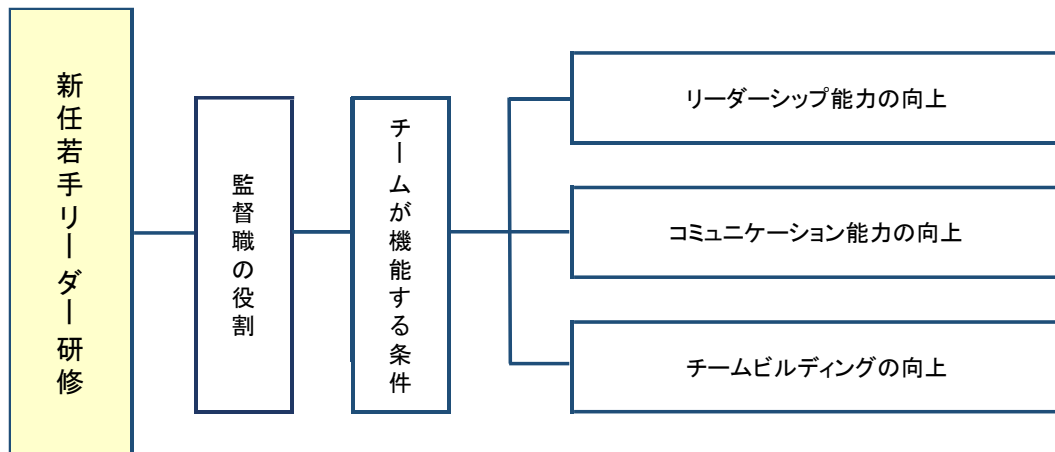 新任若手リーダー研修
監督職の役割
チームが機能する条件
リーダーシップ能力の向上
コミュニケーション能力の向上
チームビルディングの向上